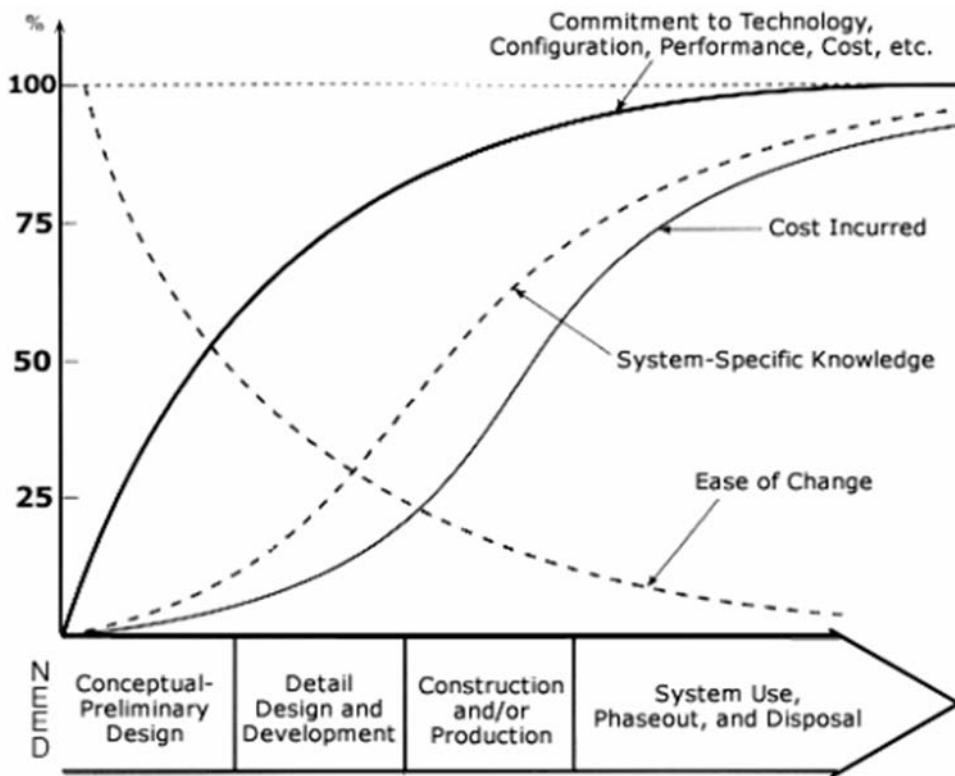 %
Commitment to Technology,
Configuration, Performance, Cost, etc.
100
75
Cost Incurred
50
System-Specific Knowledge
25
Ease of Change
NEED
Conceptual-
Preliminary
Design
Detail
Design and
Development
Construction
and/or
Production
System Use,
Phaseout, and Disposal